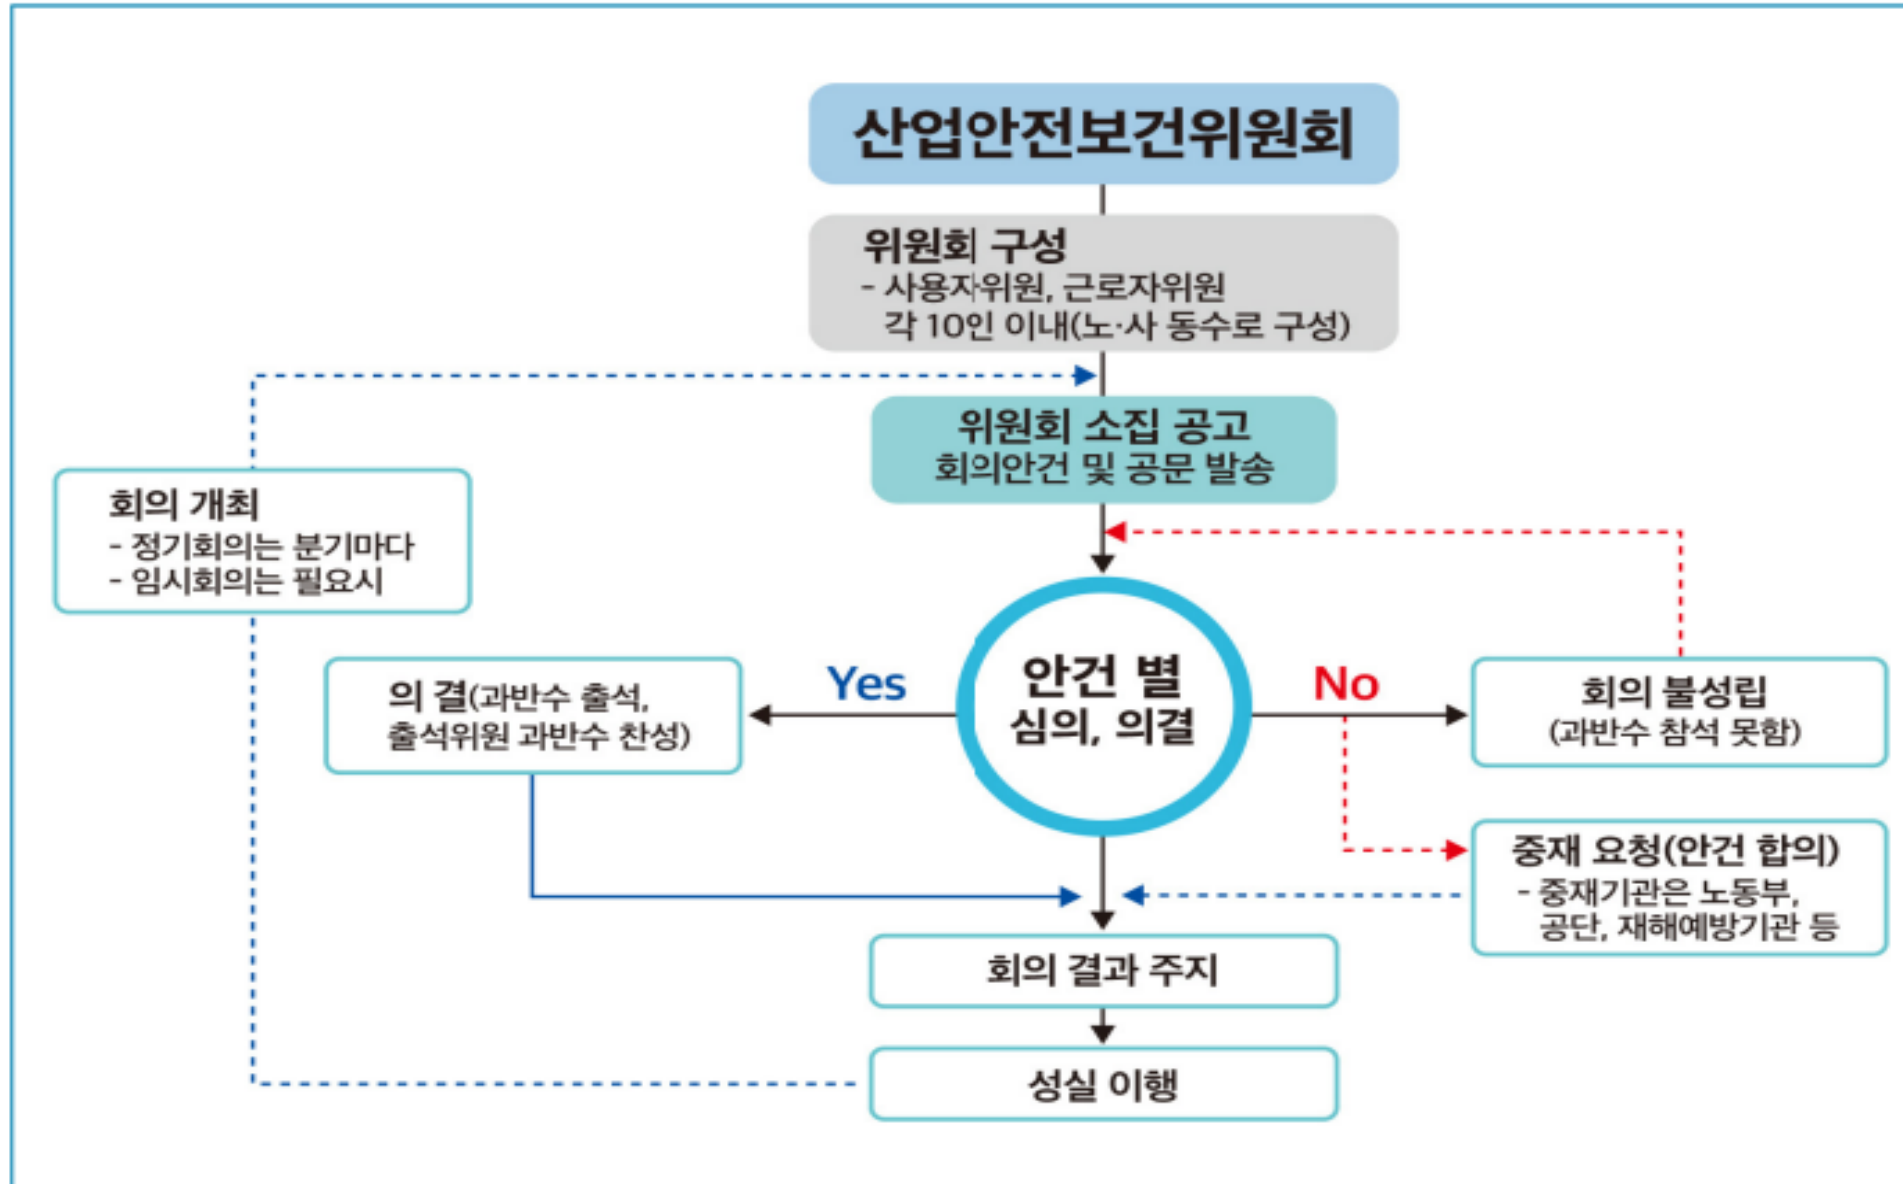 산업안전보건위원회
위원회 구성
- 사용자위원, 근로자위원
각 10인 이내(노·사 동수로 구성)
위원회 소집 공고
회의안건 및 공문 발송
회의 개최
- 정기회의는 분기마다
- 임시회의는 필요시
의 결(과반수 출석,
출석위원 과반수 찬성)
Yes
안건 별
심의, 의결
No
회의 불성립
(과반수 참석 못함)
중재 요청(안건 합의)
- 중재기관은 노동부,
공단, 재해예방기관 등
회의 결과 주지
성실 이행